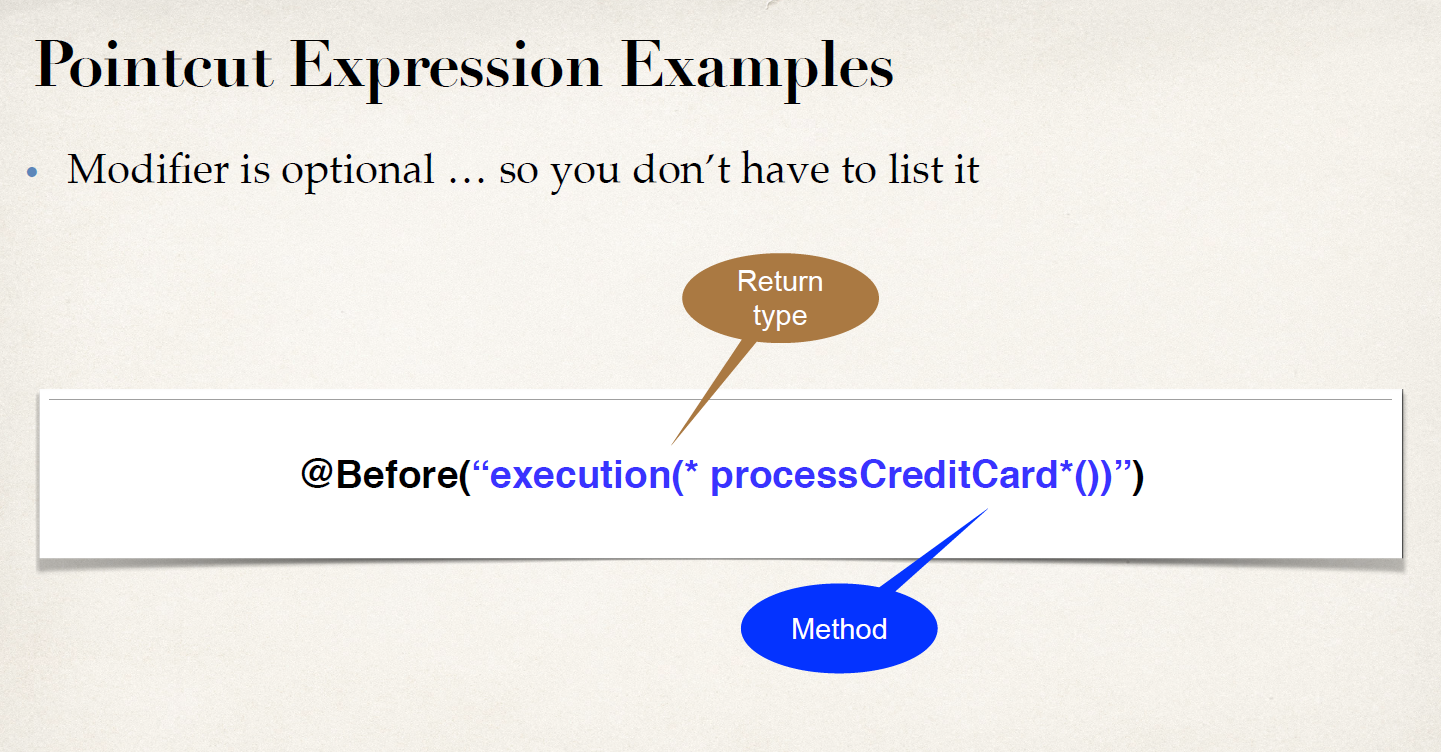 Pointcut Expression Examples
• Modifier is optional … so you don’t have to list it
Return
type
@Before(“execution(* processCreditCard*())”)
Method